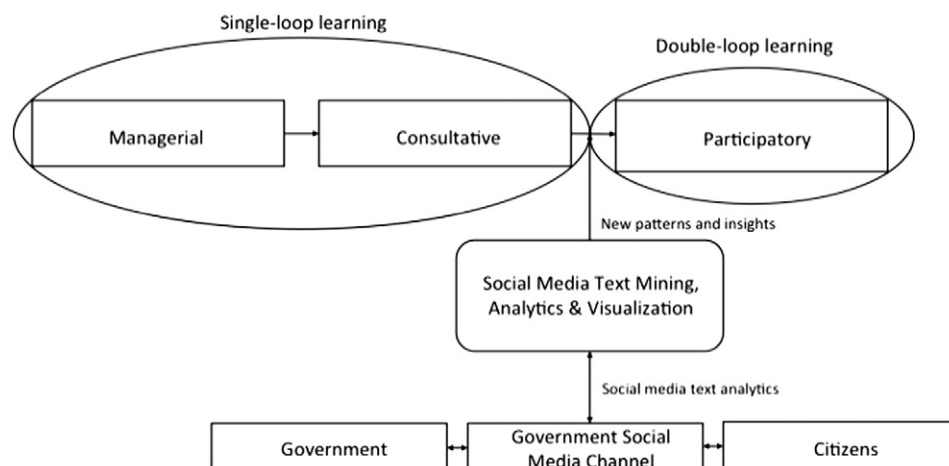 Single-loop learning
Double-loop learning
Managerial
Consultative
Participatory
New patterns and insights
Social Media Text Mining,
Analytics & Visualization
Social media text analytics
Government
Government Social
Media Channel
Citizens